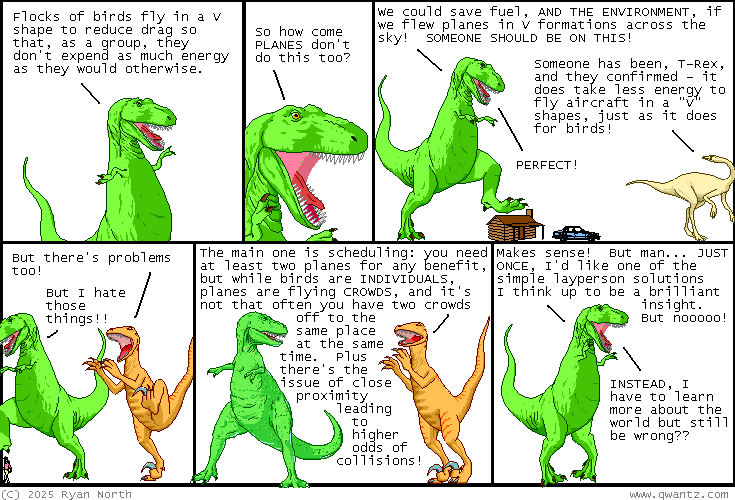 Flocks of birds fly in a V
shape to reduce drag so
that, as a group, they
don't expend as much energy
as they would otherwise.
So how come
PLANES don't
do this too?
We could save fuel, AND THE ENVIRONMENT, if
we flew planes in V formations across the
sky! SOMEONE SHOULD BE ON THIS!
Someone has been, T-Rex,
and they confirmed - it
does take less energy to
fly aircraft in a "V"
shapes, just as it does
for birds!
PERFECT!
But there's problems
too!
But I hate
those
things!!
The main one is scheduling: you need
at least two planes for any benefit,
but while birds are INDIVIDUALS,
planes are flying CROWDS, and it's
not that often you have two crowds
off to the
same place
at the same
time. Plus
there's the
issue of close
proximity
leading
to
higher
odds of
collisions!
Makes sense! But man... JUST
ONCE, I'd like one of the
simple layperson solutions
I think up to be a brilliant
insight.
But nooooo!
INSTEAD, I
have to learn
more about the
world but still
be wrong??
(C) 2025 Ryan North
www.qwantz.com